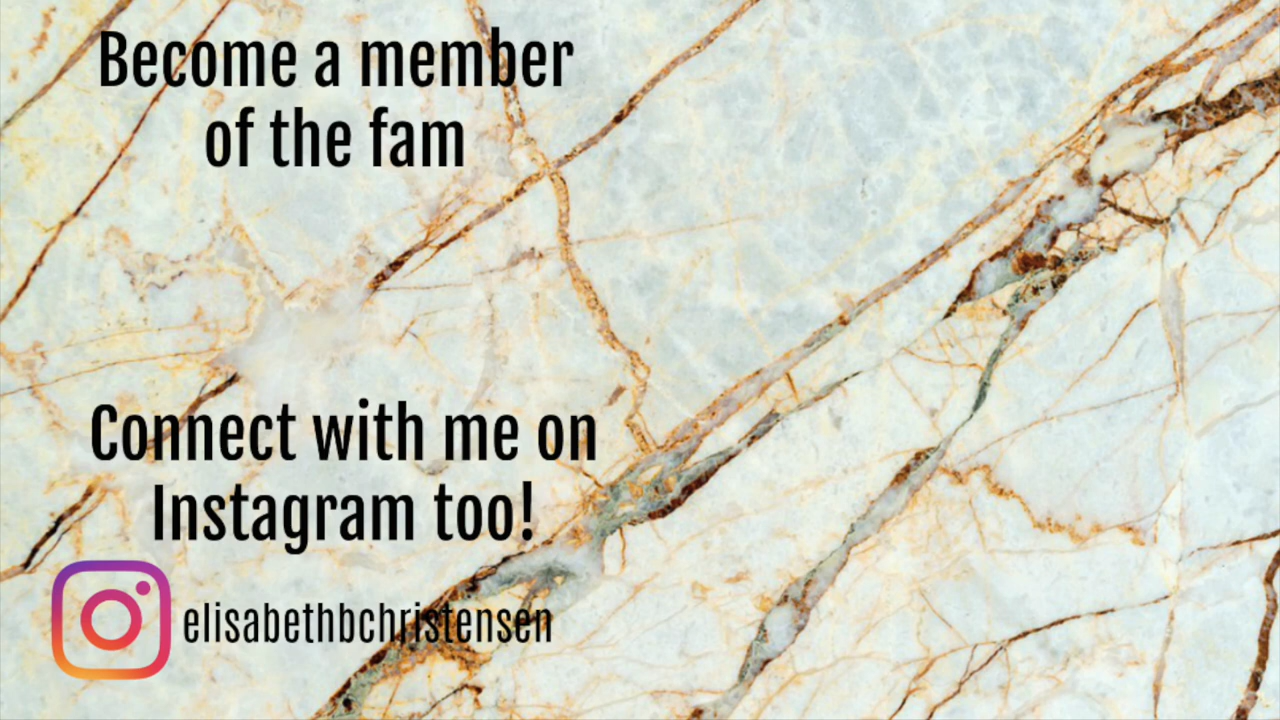 Become a member
of the fam
Connect with me on
Instagram too!
elisabethbchristensen